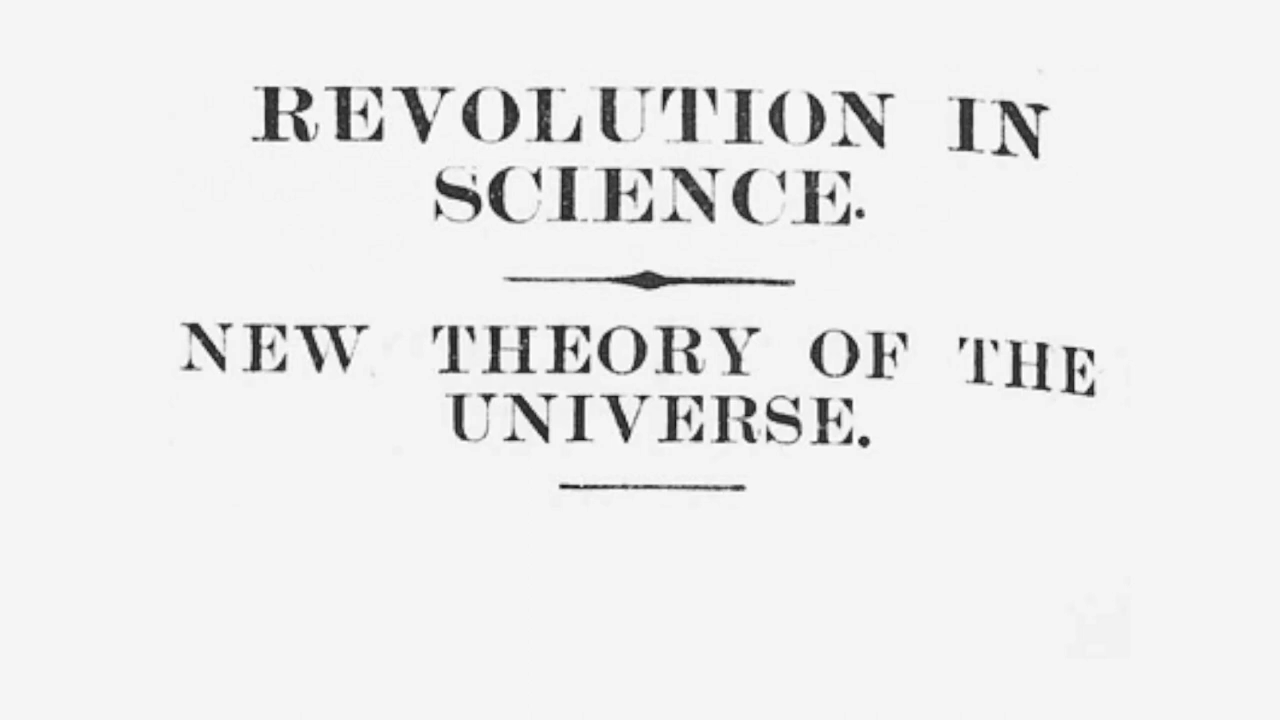 REVOLUTION IN
SCIENCE.
NEW THEORY OF THE
UNIVERSE.